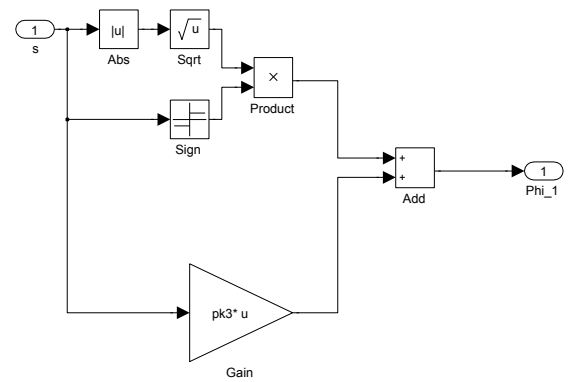 1
s
|u|
Abs
√u
Sqrt
×
Product
Sign
+
+
Add
1
Phi_1
pk3* u
Gain